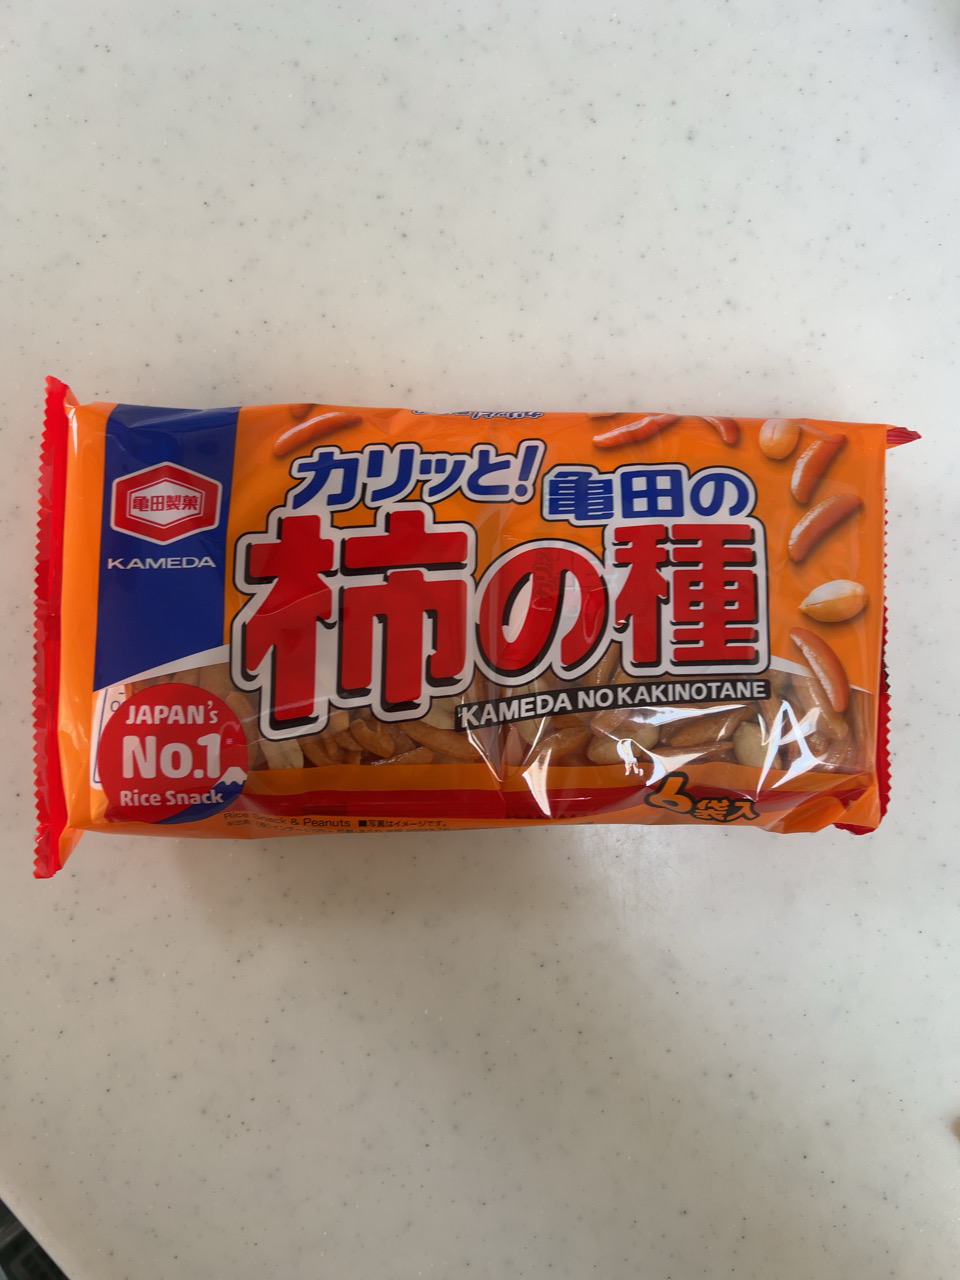 亀田製菓
KAMEDA
カリッと!亀田の
柿の種
KAMEDA NO KAKINOTANE
JAPAN's
No.1
Rice Snack
6袋入
Rice Snack & Peanuts ■写真はイメージです。